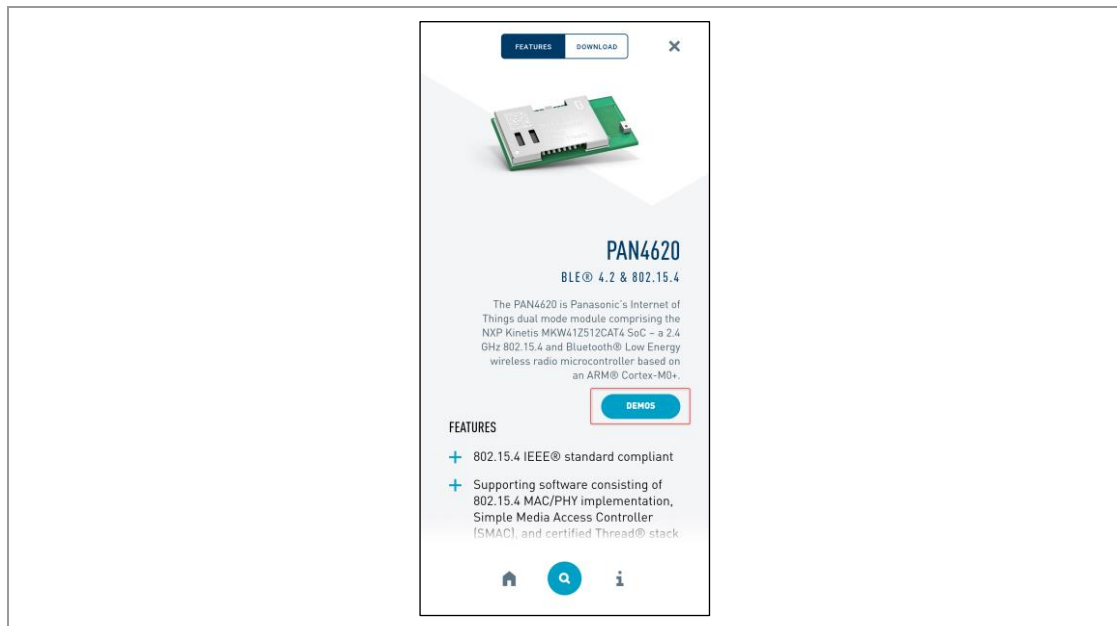 FEATURES DOWNLOAD
PAN4620
BLE® 4.2 & 802.15.4
The PAN4620 is Panasonic's Internet of
Things dual mode module comprising the
NXP Kinetis MKW41Z512CAT4 SoC – a 2.4
GHz 802.15.4 and Bluetooth® Low Energy
wireless radio microcontroller based on
an ARM® Cortex-M0+.
DEMOS
FEATURES
802.15.4 IEEE® standard compliant
Supporting software consisting of
802.15.4 MAC/PHY implementation,
Simple Media Access Controller
(SMAC), and certified Thread® stack